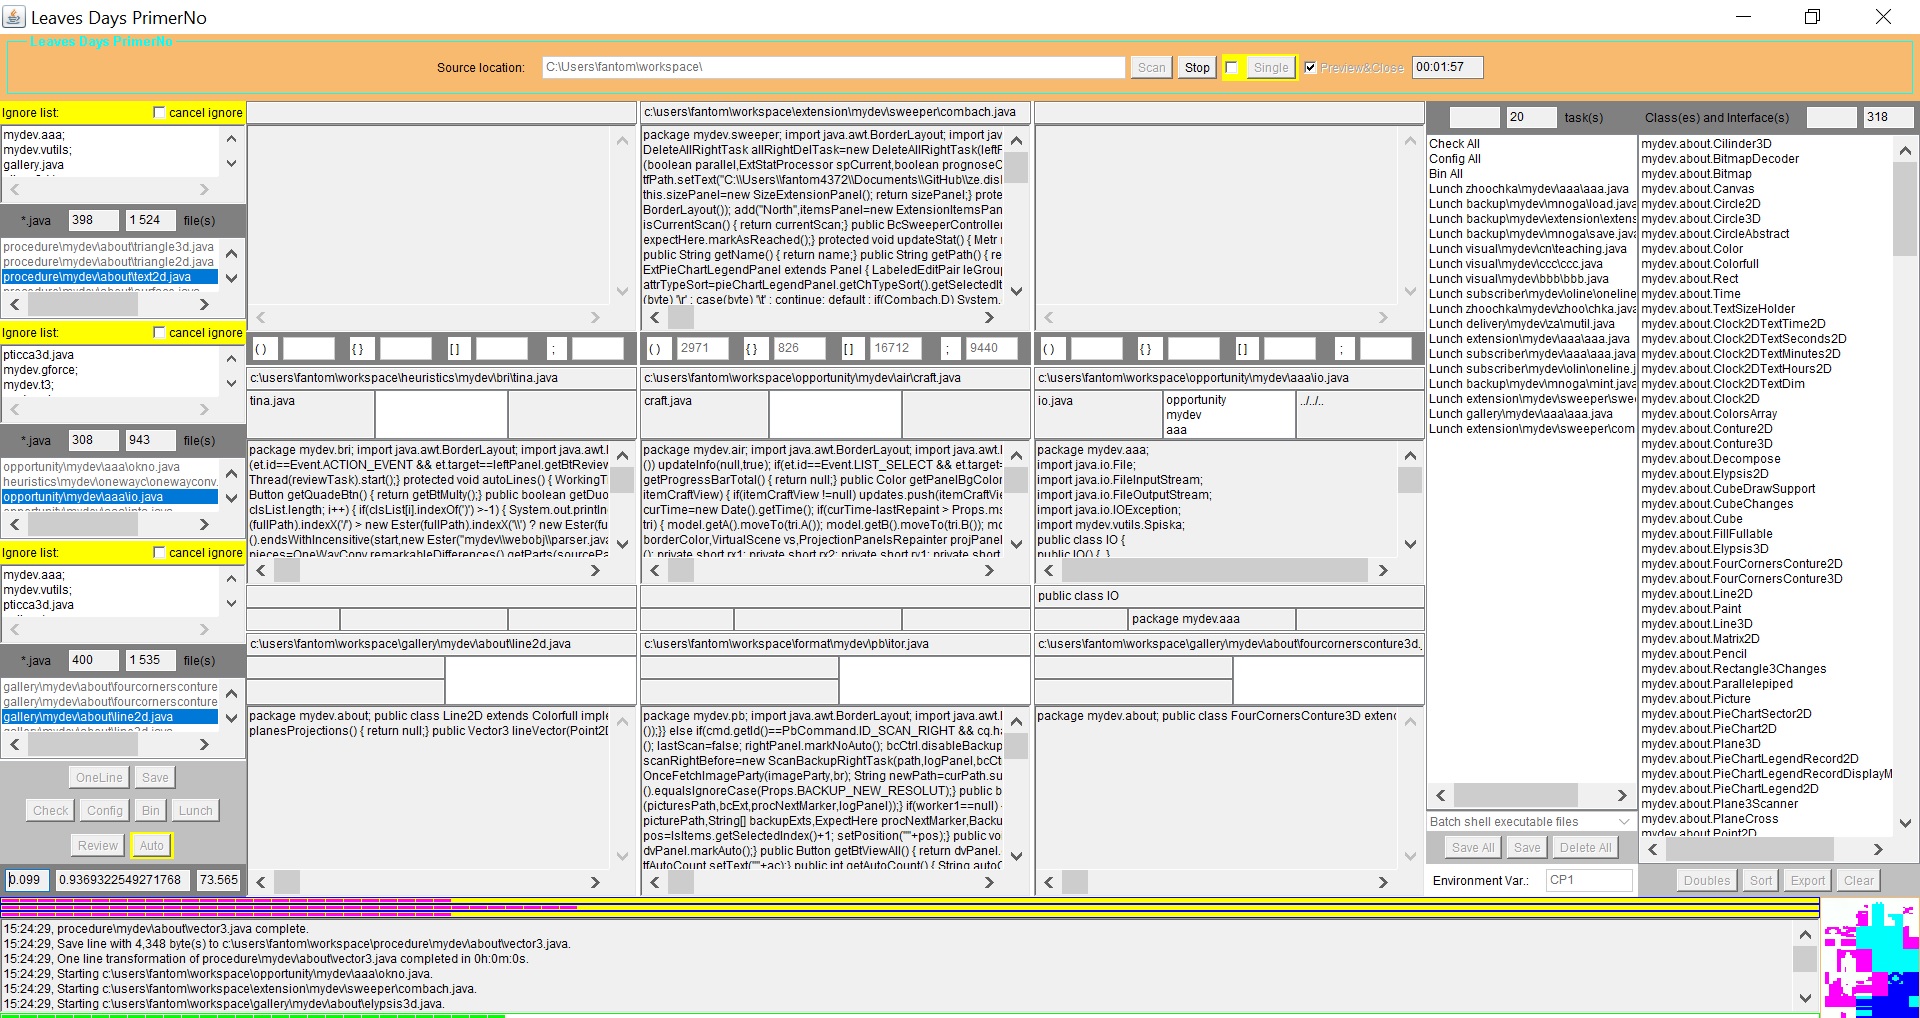 Leaves Days PrimerNo
Leaves Days PrimerNo
Source location:
C:\Users\fantom\workspace\
Scan
Stop
Single
Preview&Close
00:01:57
Ignore list:
cancel ignore
mydev.aaa;
mydev.vutils;
gallery.java
*.java
398
1 524
file(s)
procedure\mydev\about\triangle3d.java
procedure\mydev\about\triangle2d.java
procedure\mydev\about\text2d.java
procedure\mydev\about\surface.java
Ignore list:
cancel ignore
pticca3d.java
mydev.gforce;
mydev.t3;
*.java
308
943
file(s)
opportunity\mydev\aaa\okno.java
heuristics\mydev\onewayc\onewayconv.
opportunity\mydev\aaa\io.java
Ignore list:
cancel ignore
mydev.aaa;
mydev.vutils;
pticca3d.java
*.java
400
1 535
file(s)
gallery\mydev\about\fourcornersconture
gallery\mydev\about\fourcornersconture
gallery\mydev\about\line2d.java
OneLine
Save
Check
Config
Bin
Lunch
Review
Auto
0.099
0.9369322549271768
73.565
c:\users\fantom\workspace\extension\mydev\sweeper\combach.java
package mydev.sweeper; import java.awt.BorderLayout; import jav
DeleteAllRightTask allRightDelTask=new DeleteAllRightTask(leftF
(boolean parallel,ExtStatProcessor spCurrent,boolean prognoseC
tfPath.setText("C:\\Users\\fantom4372\\Documents\\GitHub\\ze.disl
this.sizePanel=new SizeExtensionPanel(); return sizePanel;} prote
BorderLayout()); add("North",itemsPanel=new ExtensionItemsPan
isCurrentScan() { return currentScan;} public BcSweeperController
expectHere.markAsReached();} protected void updateStat() { Metr r
public String getName() { return name;} public String getPath() { re
ExtPieChartLegendPanel extends Panel { LabeledEditPair leGroup
attrTypeSort=pieChartLegendPanel.getChTypeSort().getSelectedIt
(byte) '\r' : case(byte) '\t' : continue; default : if(Combach.D) System.
( )
{ }
[ ]
;
( )
2971
{ }
826
[ ]
16712
;
9440
( )
{ }
[ ]
;
c:\users\fantom\workspace\heuristics\mydev\bri\tina.java
tina.java
package mydev.bri; import java.awt.BorderLayout; import java.awt.I
(et.id==Event.ACTION_EVENT && et.target==leftPanel.getBtReview
Thread(reviewTask).start();} protected void autoLines() { WorkingTi
Button getQuadeBtn() { return getBtMulty();} public boolean getDuo
clsList.length; i++) { if(clsList[i].indexOf(')') >-1) { System.out.println
(fullPath).indexX('/') > new Ester(fullPath).indexX('\\') ? new Ester(fu
().endsWithIncensitive(start,new Ester("mydev\\webobj\\parser.java
pieces=OneWayConv.remarkableDifferences().getParts(sourcePa
c:\users\fantom\workspace\opportunity\mydev\air\craft.java
craft.java
package mydev.air; import java.awt.BorderLayout; import java.awt.I
()) updateInfo(null,true); if(et.id==Event.LIST_SELECT && et.target=
getProgressBarTotal() { return null;} public Color getPanelBgColor
itemCraftView) { if(itemCraftView !=null) updates.push(itemCraftVie
curTime=new Date().getTime(); if(curTime-lastRepaint > Props.ms
tri) { model.getA().moveTo(tri.A()); model.getB().moveTo(tri.B()); mo
borderColor,VirtualScene vs,ProjectionPanelsRepainter projPanel
(); private short rx1; private short rx2; private short ry1; private short
c:\users\fantom\workspace\opportunity\mydev\aaa\io.java
io.java
opportunity
mydev
aaa
../../..
package mydev.aaa;
import java.io.File;
import java.io.FileInputStream;
import java.io.FileOutputStream;
import java.io.IOException;
import mydev.vutils.Spiska;
public class IO {
public IO() { }
public class IO
package mydev.aaa
c:\users\fantom\workspace\gallery\mydev\about\line2d.java
package mydev.about; public class Line2D extends Colorfull imple
planesProjections() { return null;} public Vector3 lineVector(Point2D
c:\users\fantom\workspace\format\mydev\pb\itor.java
package mydev.pb; import java.awt.BorderLayout; import java.awt.I
());}} else if(cmd.getId()==PbCommand.ID_SCAN_RIGHT && cq.ha
(); lastScan=false; rightPanel.markNoAuto(); bcCtrl.disableBackup
scanRightBefore=new ScanBackupRightTask(path,logPanel,bcCt
OnceFetchImageParty(imageParty,br); String newPath=curPath.su
().equalsIgnoreCase(Props.BACKUP_NEW_RESOLUT);} public b
(picturesPath,bcExt,procNextMarker,logPanel));} if(worker1==null) 
picturePath,String[] backupExts,ExpectHere procNextMarker,Backu
pos=lsItems.getSelectedIndex()+1; setPosition(""+pos);} public voi
dvPanel.markAuto();} public Button getBtViewAll() { return dvPanel.
tfAutoCount.setText(""+ac);} public int getAutoCount() { String autoC
c:\users\fantom\workspace\gallery\mydev\about\fourcornersconture3d.
package mydev.about; public class FourCornersConture3D extend
20
task(s)
Check All
Config All
Bin All
Lunch zhoochka\mydev\aaa\aaa.java
Lunch backup\mydev\mnoga\load.java
Lunch backup\mydev\extension\extens
Lunch backup\mydev\mnoga\save.java
Lunch visual\mydev\cn\teaching.java
Lunch visual\mydev\ccc\ccc.java
Lunch visual\mydev\bbb\bbb.java
Lunch subscriber\mydev\oline\oneline
Lunch zhoochka\mydev\zhoo\chka.java
Lunch delivery\mydev\za\mutil.java
Lunch extension\mydev\aaa\aaa.java
Lunch subscriber\mydev\aaa\aaa.java
Lunch subscriber\mydev\olin\oneline.j
Lunch backup\mydev\mnoga\mint.java
Lunch extension\mydev\sweeper\swe
Lunch gallery\mydev\aaa\aaa.java
Lunch extension\mydev\sweeper\com
Batch shell executable files
Save All
Save
Delete All
Environment Var.:
CP1
Class(es) and Interface(s)
318
mydev.about.Cilinder3D
mydev.about.BitmapDecoder
mydev.about.Bitmap
mydev.about.Canvas
mydev.about.Circle2D
mydev.about.Circle3D
mydev.about.CircleAbstract
mydev.about.Color
mydev.about.Colorfull
mydev.about.Rect
mydev.about.Time
mydev.about.TextSizeHolder
mydev.about.Clock2DTextTime2D
mydev.about.Clock2DTextSeconds2D
mydev.about.Clock2DTextMinutes2D
mydev.about.Clock2DTextHours2D
mydev.about.Clock2DTextDim
mydev.about.Clock2D
mydev.about.ColorsArray
mydev.about.Conture2D
mydev.about.Conture3D
mydev.about.Decompose
mydev.about.Elypsis2D
mydev.about.CubeDrawSupport
mydev.about.CubeChanges
mydev.about.Cube
mydev.about.FillFullable
mydev.about.Elypsis3D
mydev.about.FourCornersConture2D
mydev.about.FourCornersConture3D
mydev.about.Line2D
mydev.about.Paint
mydev.about.Line3D
mydev.about.Matrix2D
mydev.about.Pencil
mydev.about.Rectangle3Changes
mydev.about.Parallelepiped
mydev.about.Picture
mydev.about.PieChartSector2D
mydev.about.PieChart2D
mydev.about.Plane3D
mydev.about.PieChartLegendRecord2D
mydev.about.PieChartLegendRecordDisplayM
mydev.about.PieChartLegend2D
mydev.about.Plane3Scanner
mydev.about.PlaneCross
mydev.about.Point2D
Doubles
Sort
Export
Clear
15:24:29, procedure\mydev\about\vector3.java complete.
15:24:29, Save line with 4,348 byte(s) to c:\users\fantom\workspace\procedure\mydev\about\vector3.java.
15:24:29, One line transformation of procedure\mydev\about\vector3.java completed in 0h:0m:0s.
15:24:29, Starting c:\users\fantom\workspace\opportunity\mydev\aaa\okno.java.
15:24:29, Starting c:\users\fantom\workspace\extension\mydev\sweeper\combach.java.
15:24:29, Starting c:\users\fantom\workspace\gallery\mydev\about\elypsis3d.java.